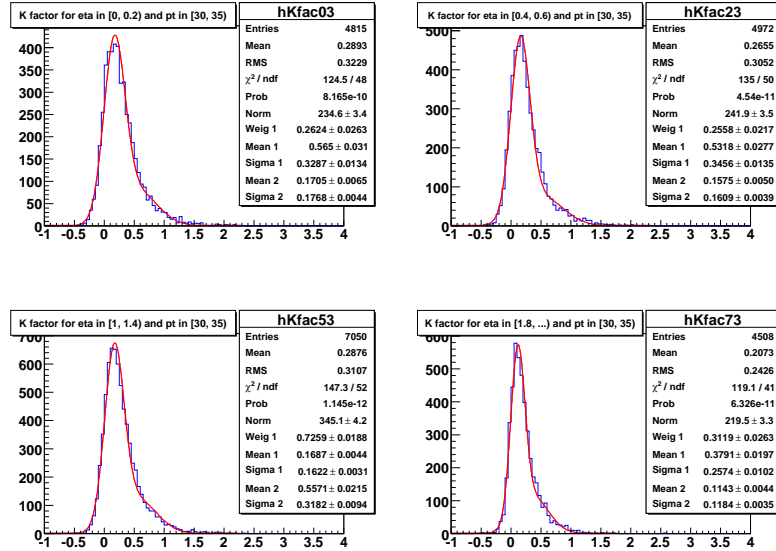 K factor for eta in [0, 0.2) and pt in [30, 35)
hKfac03
Entries 4815
Mean 0.2893
RMS 0.3229
χ² / ndf 124.5 / 48
Prob 8.165e-10
Norm 234.6 ± 3.4
Weig 1 0.2624 ± 0.0263
Mean 1 0.565 ± 0.031
Sigma 1 0.3287 ± 0.0134
Mean 2 0.1705 ± 0.0065
Sigma 2 0.1768 ± 0.0044
400
350
300
250
200
150
100
50
0
-1 -0.5 0 0.5 1 1.5 2 2.5 3 3.5 4
K factor for eta in [0.4, 0.6) and pt in [30, 35)
hKfac23
Entries 4972
Mean 0.2655
RMS 0.3052
χ² / ndf 135 / 50
Prob 4.54e-11
Norm 241.9 ± 3.5
Weig 1 0.2558 ± 0.0217
Mean 1 0.5318 ± 0.0277
Sigma 1 0.3456 ± 0.0135
Mean 2 0.1575 ± 0.0050
Sigma 2 0.1609 ± 0.0039
500
400
300
200
100
0
-1 -0.5 0 0.5 1 1.5 2 2.5 3 3.5 4
K factor for eta in [1, 1.4) and pt in [30, 35)
hKfac53
Entries 7050
Mean 0.2876
RMS 0.3107
χ² / ndf 147.3 / 52
Prob 1.145e-12
Norm 345.1 ± 4.2
Weig 1 0.7259 ± 0.0188
Mean 1 0.1687 ± 0.0044
Sigma 1 0.1622 ± 0.0031
Mean 2 0.5571 ± 0.0215
Sigma 2 0.3182 ± 0.0094
700
600
500
400
300
200
100
0
-1 -0.5 0 0.5 1 1.5 2 2.5 3 3.5 4
K factor for eta in [1.8, ...) and pt in [30, 35)
hKfac73
Entries 4508
Mean 0.2073
RMS 0.2426
χ² / ndf 119.1 / 41
Prob 6.326e-11
Norm 219.5 ± 3.3
Weig 1 0.3119 ± 0.0263
Mean 1 0.3791 ± 0.0197
Sigma 1 0.2574 ± 0.0102
Mean 2 0.1143 ± 0.0044
Sigma 2 0.1184 ± 0.0035
600
500
400
300
200
100
0
-1 -0.5 0 0.5 1 1.5 2 2.5 3 3.5 4